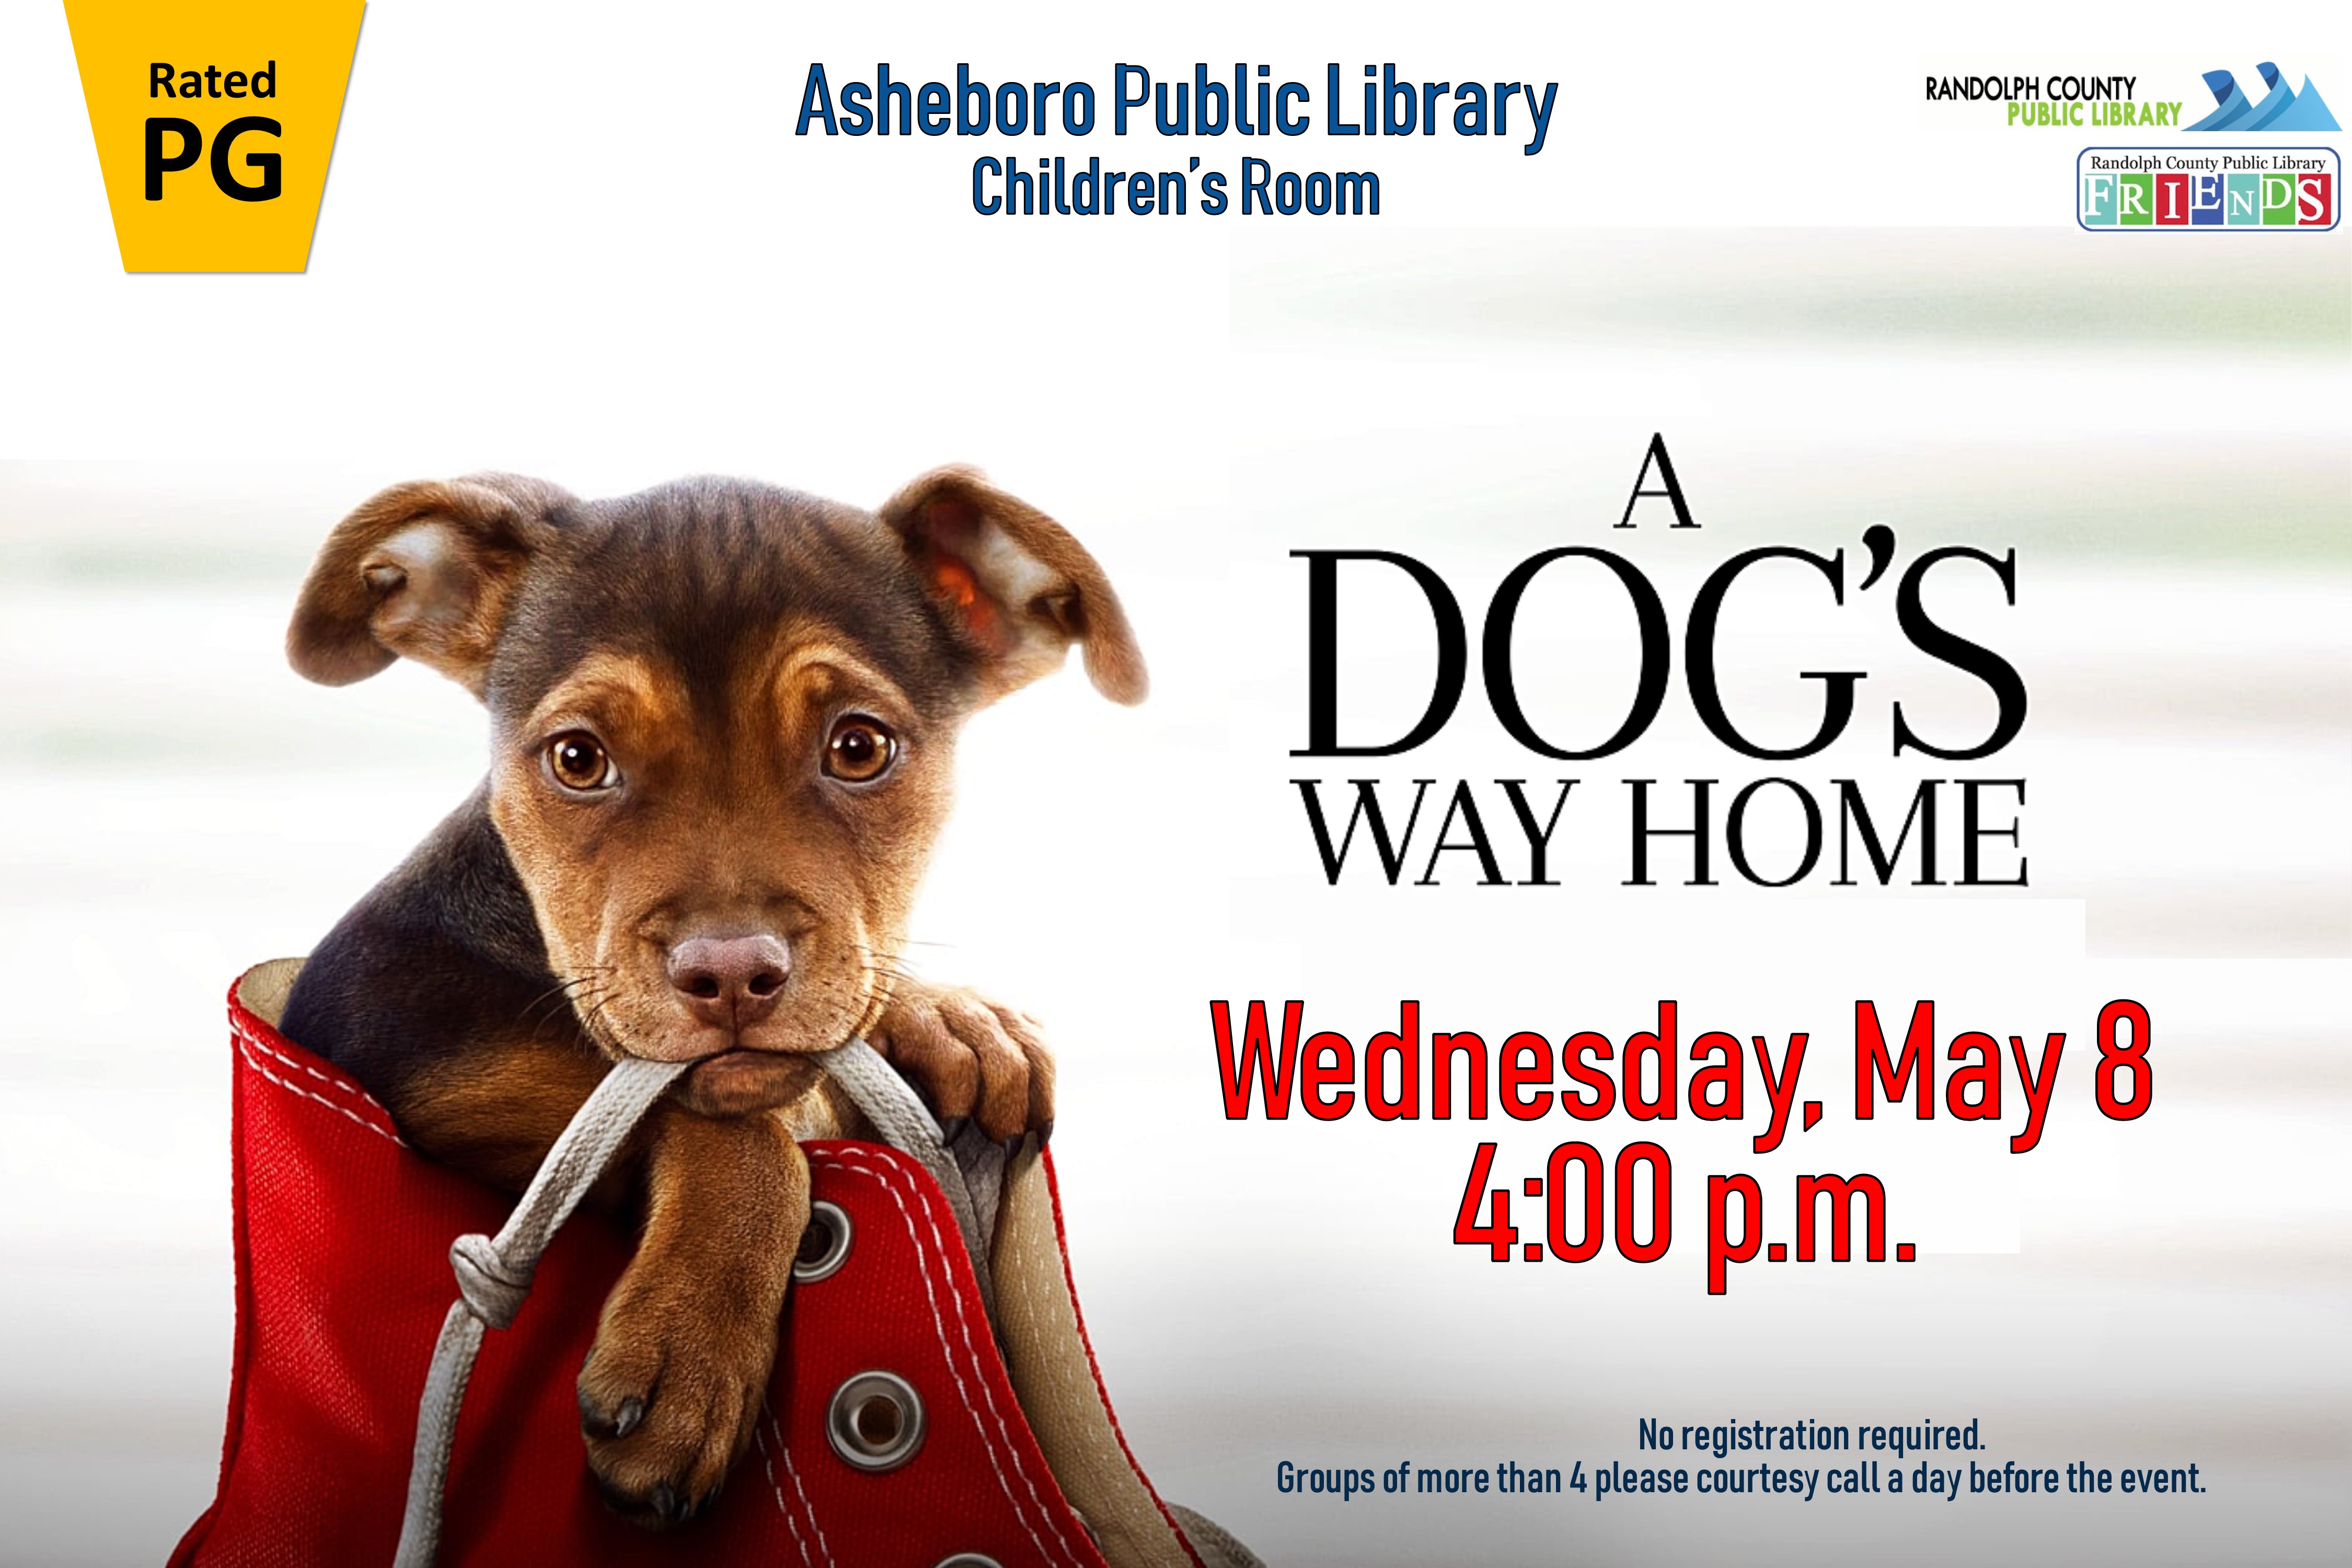 Rated
PG
Asheboro Public Library
Children's Room
RANDOLPH COUNTY
PUBLIC LIBRARY
Randolph County Public Library
FRIENDS
A
DOG'S
WAY HOME
Wednesday, May 8
4:00 p.m.
No registration required.
Groups of more than 4 please courtesy call a day before the event.